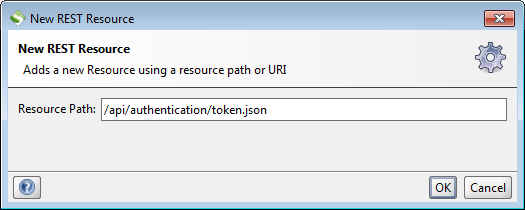 New REST Resource
New REST Resource
Adds a new Resource using a resource path or URI
Resource Path: /api/authentication/token.json
OK Cancel